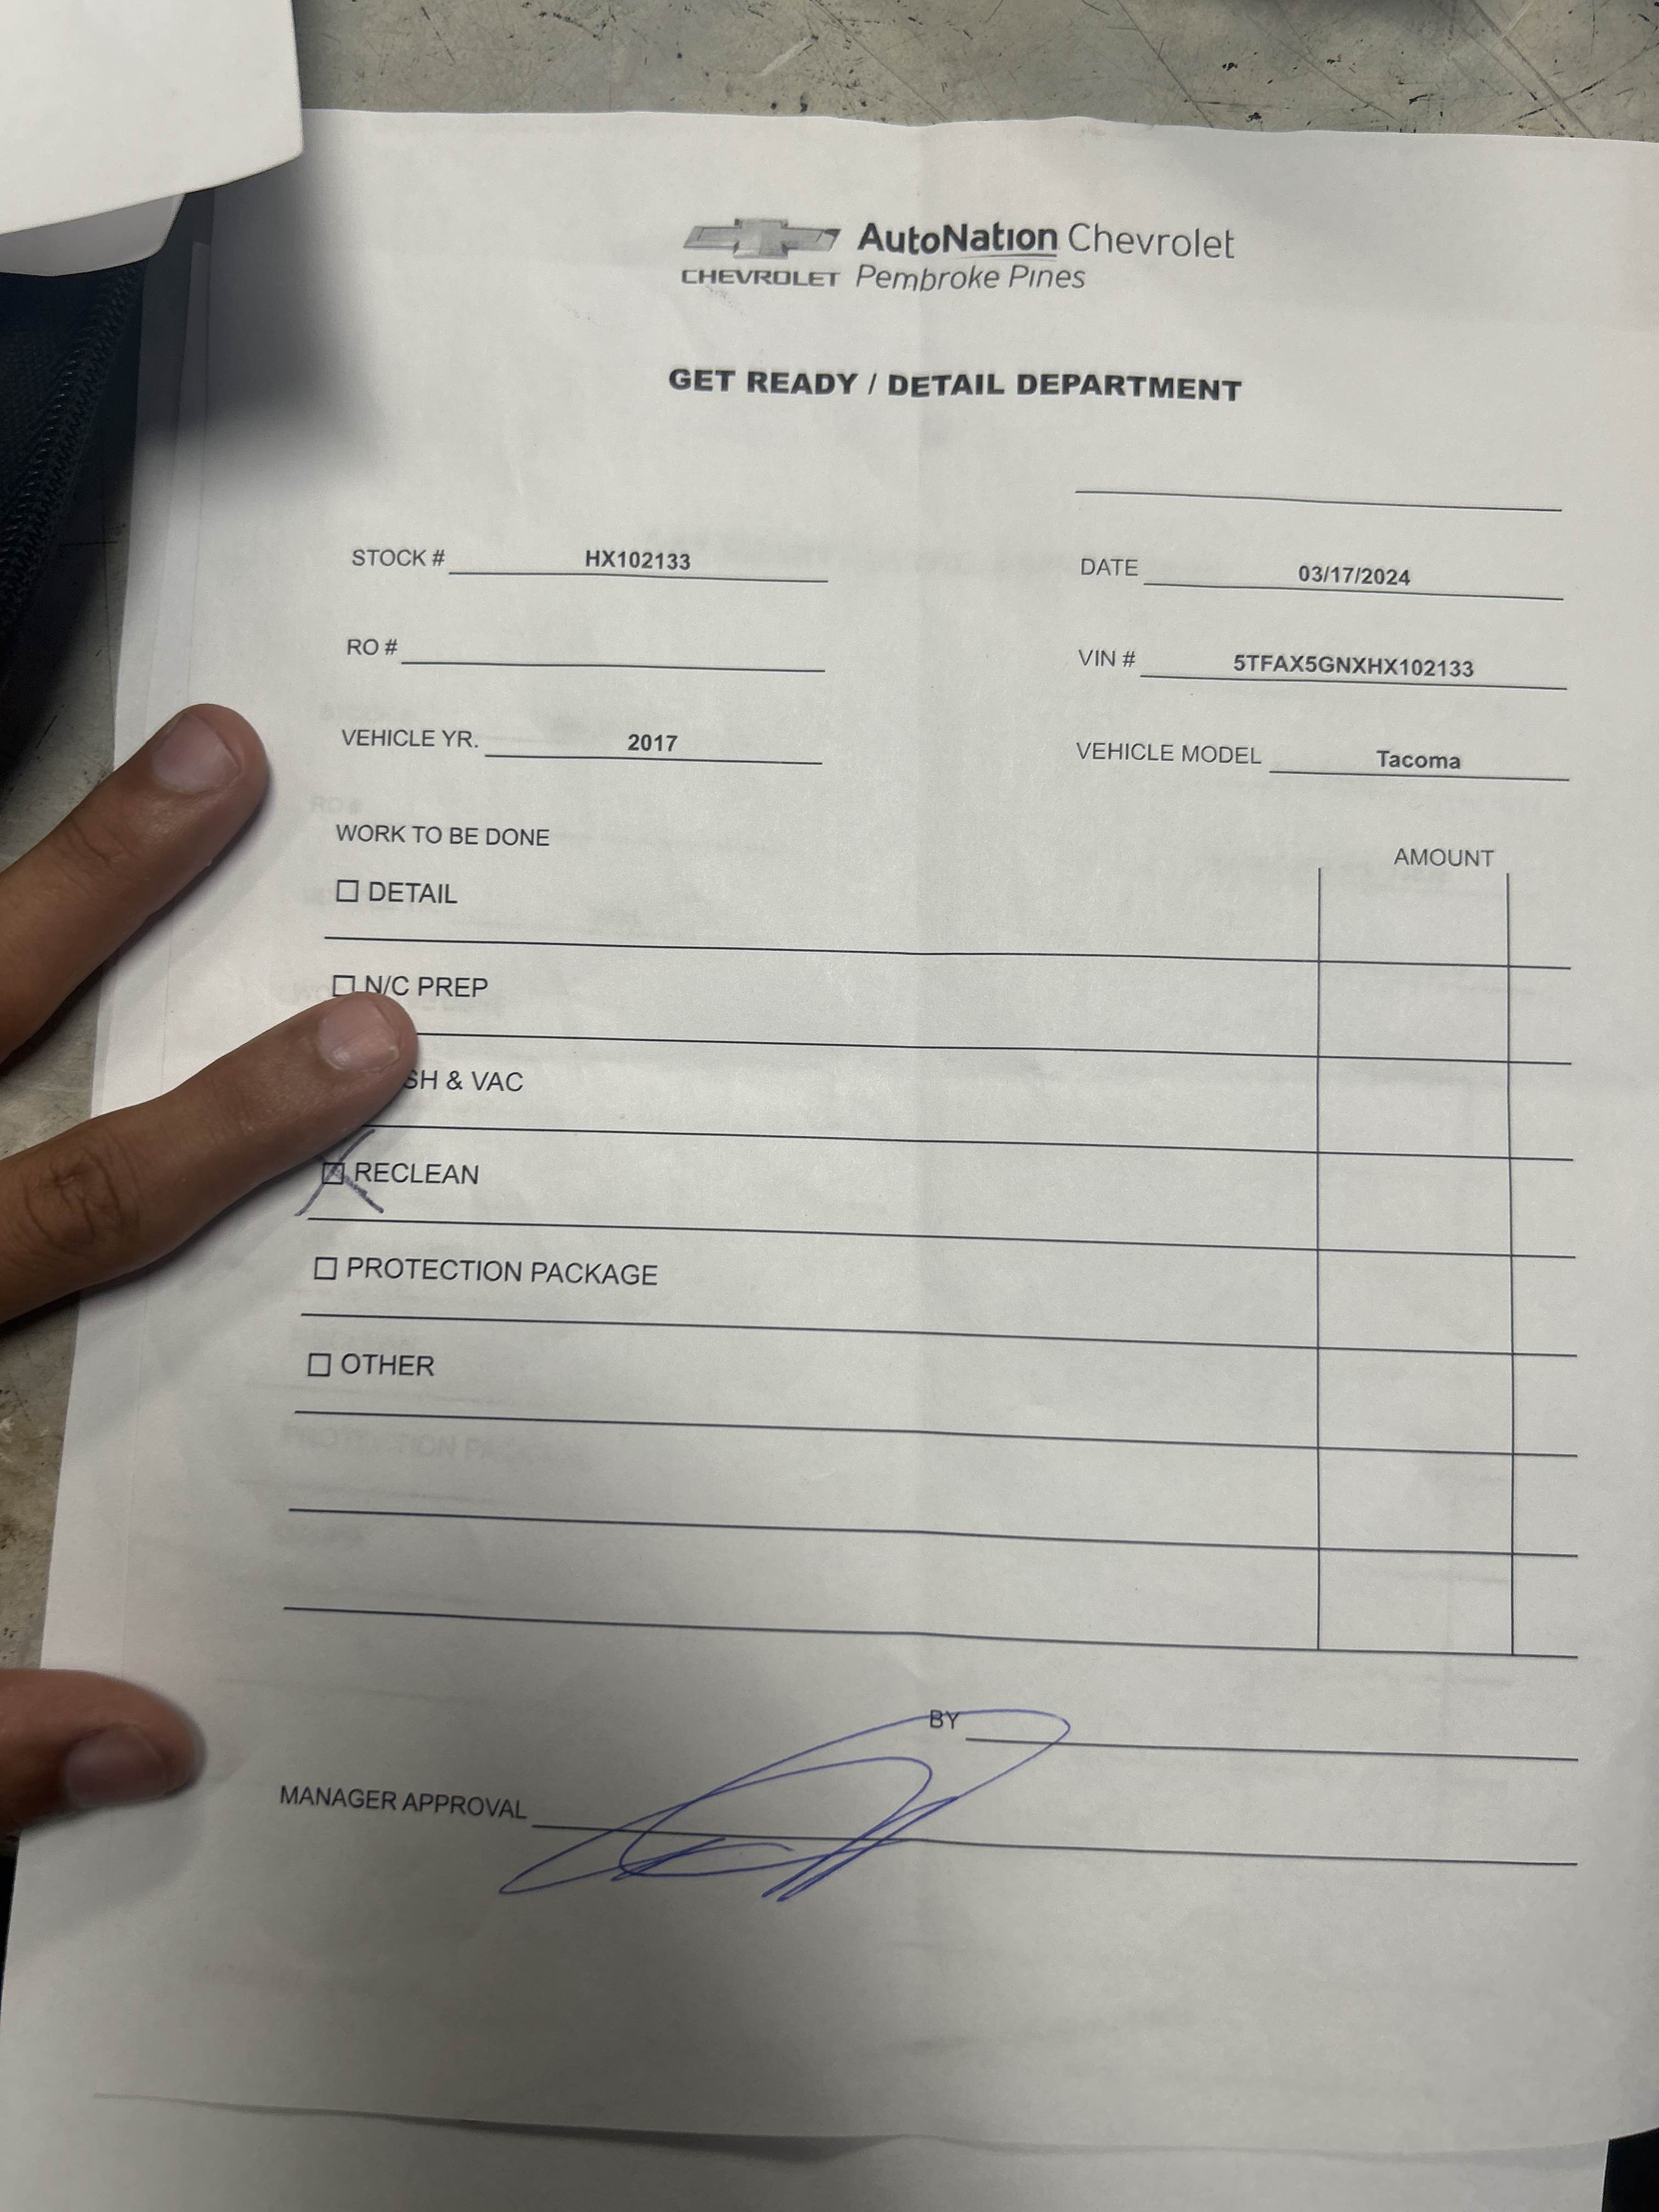 AutoNation Chevrolet
CHEVROLET Pembroke Pines
GET READY / DETAIL DEPARTMENT
STOCK # HX102133 DATE 03/17/2024
RO # VIN # 5TFAX5GNXHX102133
VEHICLE YR. 2017 VEHICLE MODEL Tacoma
WORK TO BE DONE AMOUNT
DETAIL
N/C PREP
SH & VAC
RECLEAN
PROTECTION PACKAGE
OTHER
BY
MANAGER APPROVAL